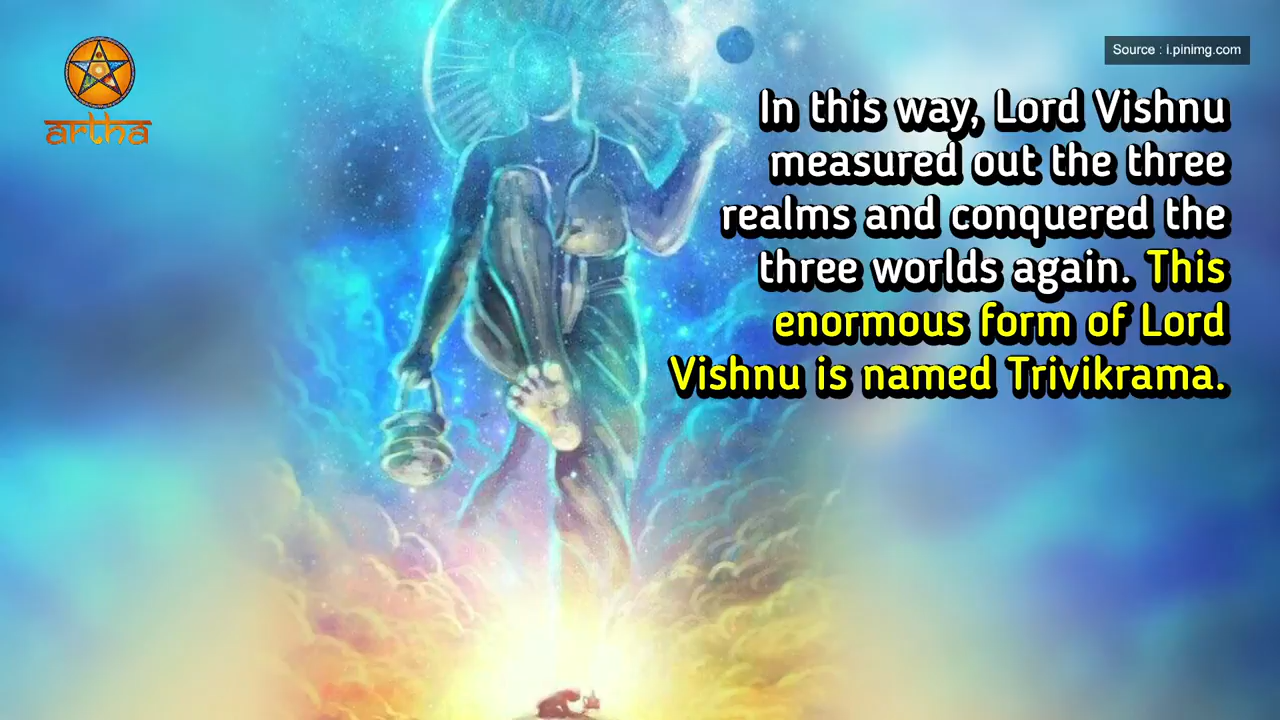 Source : i.pinimg.com
artha
In this way, Lord Vishnu
measured out the three
realms and conquered the
three worlds again. This
enormous form of Lord
Vishnu is named Trivikrama.